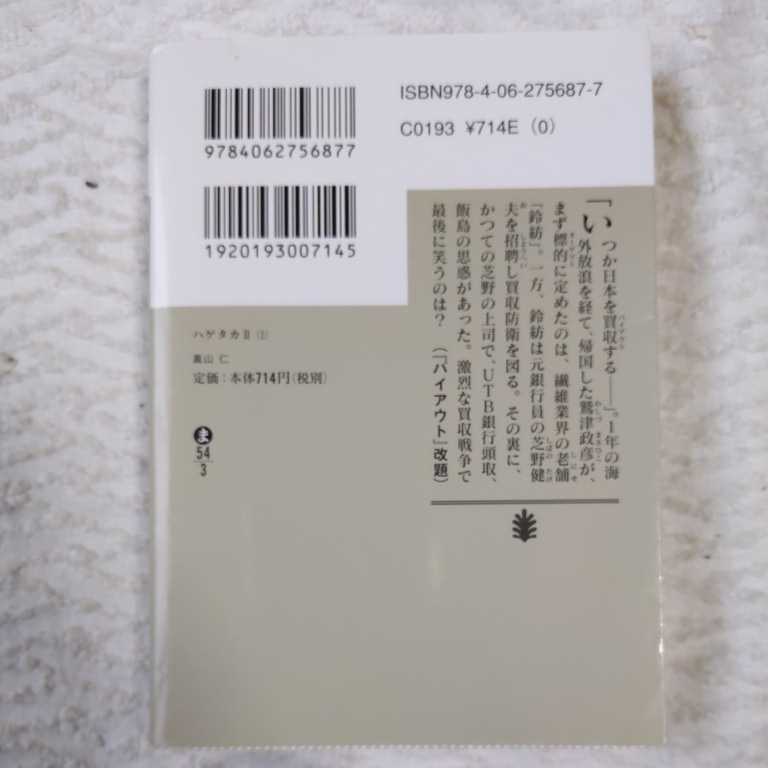 ISBN978-4-06-275687-7
C0193 ¥714E (0)
9784062756877
1920193007145
「いつか日本を買収する――」。1年の海
外放浪を経て、帰国した鷲津政彦が、
まず標的に定めたのは、繊維業界の老舗
『鈴紡』。一方、鈴紡は元銀行員の芝野健
夫を招聘し買収防衛を図る。その裏に、
かつての芝野の上司で、UTB銀行頭取、
飯島の思惑があった。激烈な買収戦争で
最後に笑うのは? (『バイアウト』改題)
ハゲタカⅡ(上)
真山 仁
定価:本体714円(税別)
ま
54
3